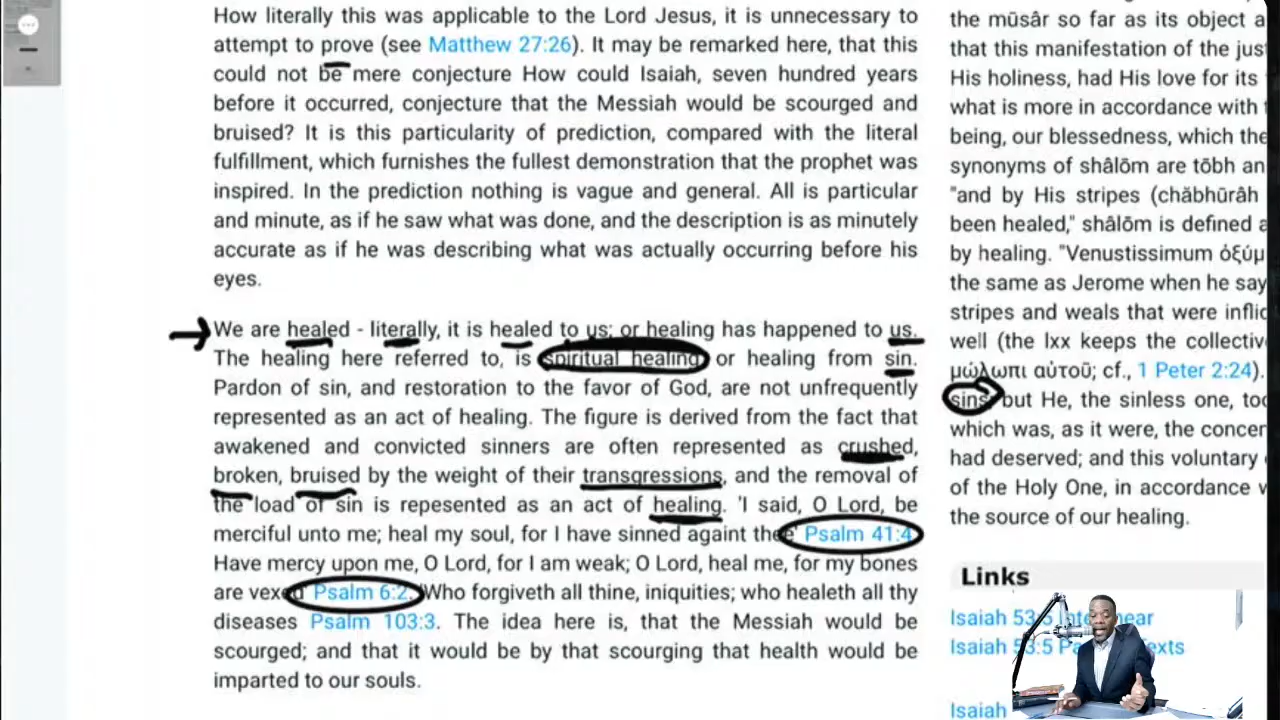 How literally this was applicable to the Lord Jesus, it is unnecessary to
attempt to prove (see Matthew 27:26). It may be remarked here, that this
could not be mere conjecture How could Isaiah, seven hundred years
before it occurred, conjecture that the Messiah would be scourged and
bruised? It is this particularity of prediction, compared with the literal
fulfillment, which furnishes the fullest demonstration that the prophet was
inspired. In the prediction nothing is vague and general. All is particular
and minute, as if he saw what was done, and the description is as minutely
accurate as if he was describing what was actually occurring before his
eyes.
We are healed - literally, it is healed to us; or healing has happened to us.
The healing here referred to, is spiritual healing, or healing from sin.
Pardon of sin, and restoration to the favor of God, are not unfrequently
represented as an act of healing. The figure is derived from the fact that
awakened and convicted sinners are often represented as crushed,
broken, bruised by the weight of their transgressions, and the removal of
the load of sin is repesented as an act of healing. 'I said, O Lord, be
merciful unto me; heal my soul, for I have sinned againt thee' Psalm 41:4
Have mercy upon me, O Lord, for I am weak; O Lord, heal me, for my bones
are vexed' Psalm 6:2. 'Who forgiveth all thine, iniquities; who healeth all thy
diseases Psalm 103:3. The idea here is, that the Messiah would be
scourged; and that it would be by that scourging that health would be
imparted to our souls.
the mūsâr so far as its object a
that this manifestation of the jus
His holiness, had His love for its
what is more in accordance with
being, our blessedness, which the
synonyms of shâlōm are tōbh an
"and by His stripes (chăbhūrâh
been healed," shâlōm is defined a
by healing. "Venustissimum ὀξύμ
the same as Jerome when he say
stripes and weals that were inflic
well (the lxx keeps the collectiv
μώλωπι αὐτοῦ; cf., 1 Peter 2:24).
sins, but He, the sinless one, too
which was, as it were, the concen
had deserved; and this voluntary
of the Holy One, in accordance w
the source of our healing.
Links
Isaiah 53:5 Interlinear
Isaiah 53:5 Pa Texts
Isaiah